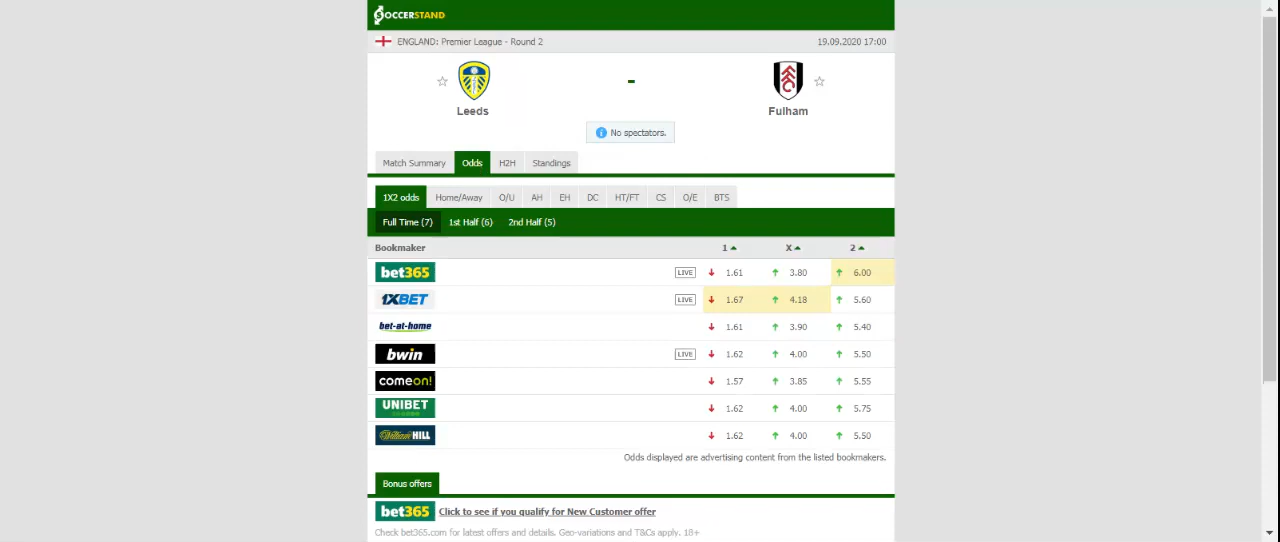 SOCCERSTAND
ENGLAND: Premier League - Round 2 19.09.2020 17:00
-
Leeds Fulham
No spectators.
Match Summary Odds H2H Standings
1X2 odds Home/Away O/U AH EH DC HT/FT CS O/E BTS
Full Time (7) 1st Half (6) 2nd Half (5)
Bookmaker 1 X 2
bet365 LIVE 1.61 3.80 6.00
1XBET LIVE 1.67 4.18 5.60
bet-at-home 1.61 3.90 5.40
bwin LIVE 1.62 4.00 5.50
comeon! 1.57 3.85 5.55
UNIBET 1.62 4.00 5.75
William HILL 1.62 4.00 5.50
Odds displayed are advertising content from the listed bookmakers.
Bonus offers
bet365 Click to see if you qualify for New Customer offer
Check bet365.com for latest offers and details. Geo-variations and T&Cs apply. 18+